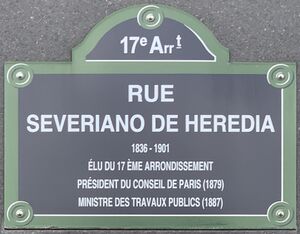 17e Arrt
RUE
SEVERIANO DE HEREDIA
1836 - 1901
ÉLU DU 17 ÈME ARRONDISSEMENT
PRÉSIDENT DU CONSEIL DE PARIS (1879)
MINISTRE DES TRAVAUX PUBLICS (1887)